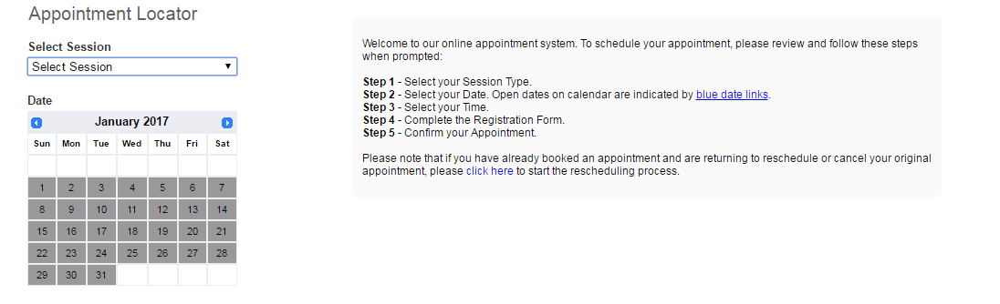 Appointment Locator
Select Session
Select Session
Date
January 2017
Sun Mon Tue Wed Thu Fri Sat
1 2 3 4 5 6 7
8 9 10 11 12 13 14
15 16 17 18 19 20 21
22 23 24 25 26 27 28
29 30 31
Welcome to our online appointment system. To schedule your appointment, please review and follow these steps
when prompted:
Step 1 - Select your Session Type.
Step 2 - Select your Date. Open dates on calendar are indicated by blue date links.
Step 3 - Select your Time.
Step 4 - Complete the Registration Form.
Step 5 - Confirm your Appointment.
Please note that if you have already booked an appointment and are returning to reschedule or cancel your original
appointment, please click here to start the rescheduling process.